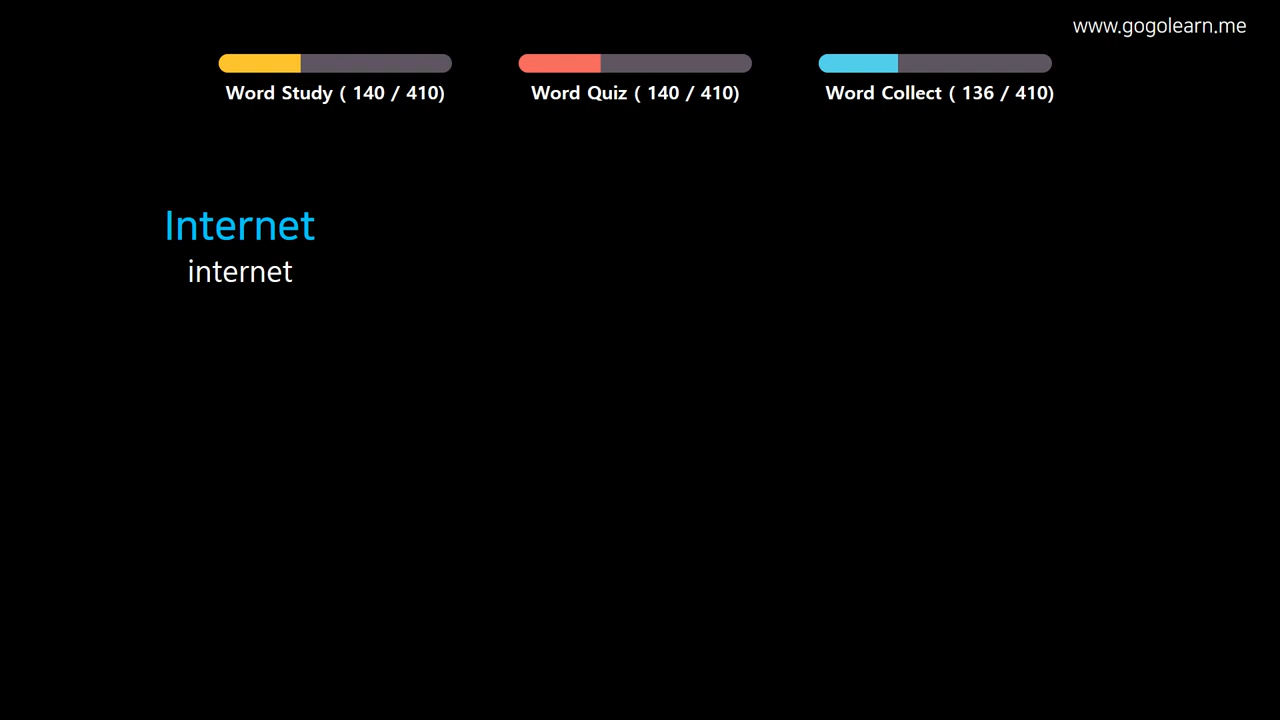 www.gogolearn.me
Word Study ( 140 / 410)
Word Quiz ( 140 / 410)
Word Collect ( 136 / 410)
Internet
internet